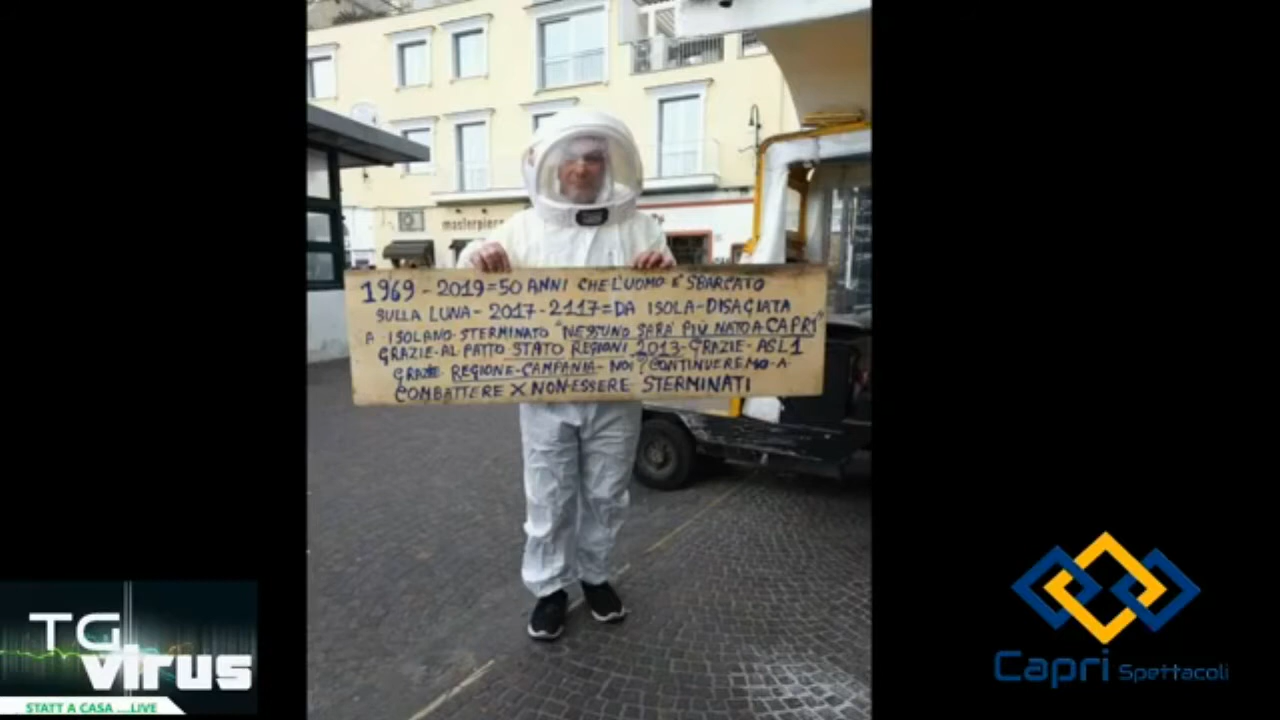 masterpiece
1969 - 2019 = 50 ANNI CHE L'UOMO E' SBARCATO
SULLA LUNA - 2017 - 2117 = DA ISOLA - DISAGIATA
A ISOLANO STERMINATO "NESSUNO SARA' PIÙ NATO A CAPRI"
GRAZIE - AL PATTO STATO REGIONI 2013 - GRAZIE - ASL1
GRAZIE REGIONE - CAMPANIA - NOI? CONTINUEREMO - A -
COMBATTERE X NON ESSERE STERMINATI
TG
virus
STATT A CASA ....LIVE
Capri Spettacoli